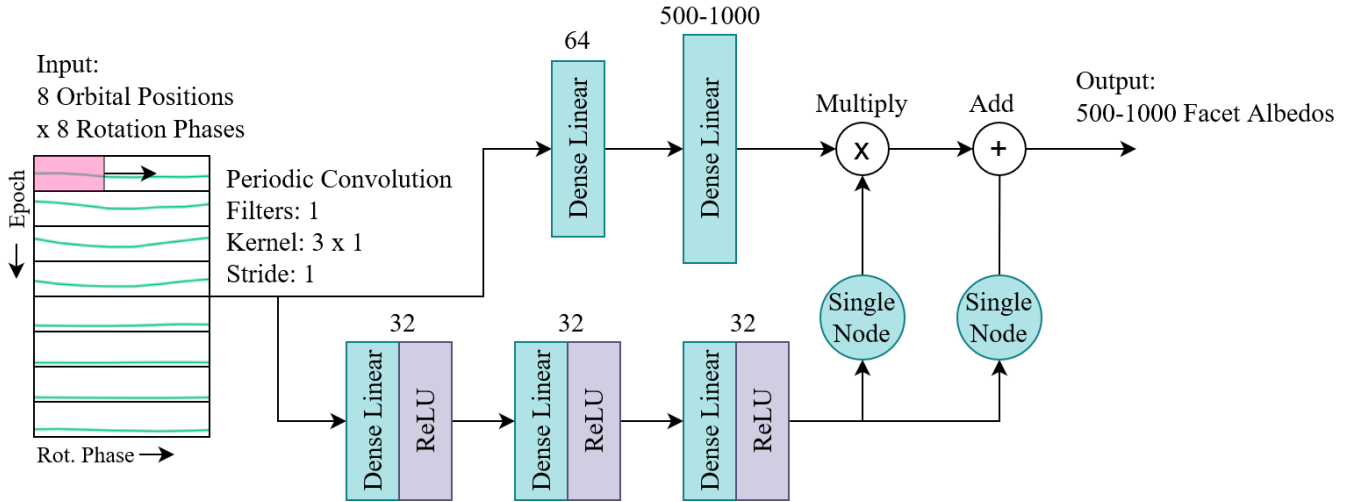 Input:
8 Orbital Positions
x 8 Rotation Phases
Epoch
Rot. Phase
Periodic Convolution
Filters: 1
Kernel: 3 x 1
Stride: 1
64
Dense Linear
500-1000
Dense Linear
Multiply
x
Add
+
Output:
500-1000 Facet Albedos
Single
Node
Single
Node
32
Dense Linear
ReLU
32
Dense Linear
ReLU
32
Dense Linear
ReLU